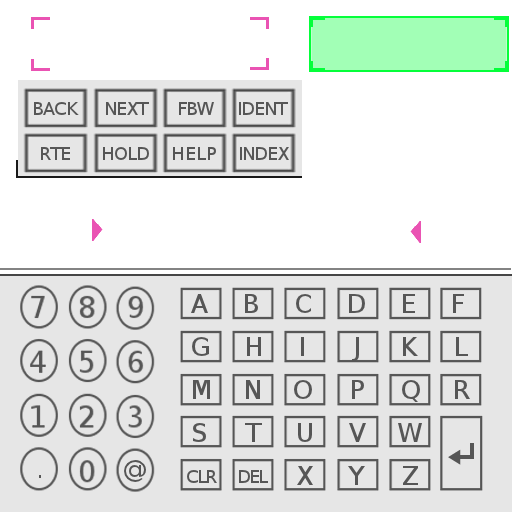 BACK NEXT FBW IDENT
RTE HOLD HELP INDEX
7 8 9 A B C D E F
4 5 6 G H I J K L
M N O P Q R
1 2 3 S T U V W
. 0 @ CLR DEL X Y Z